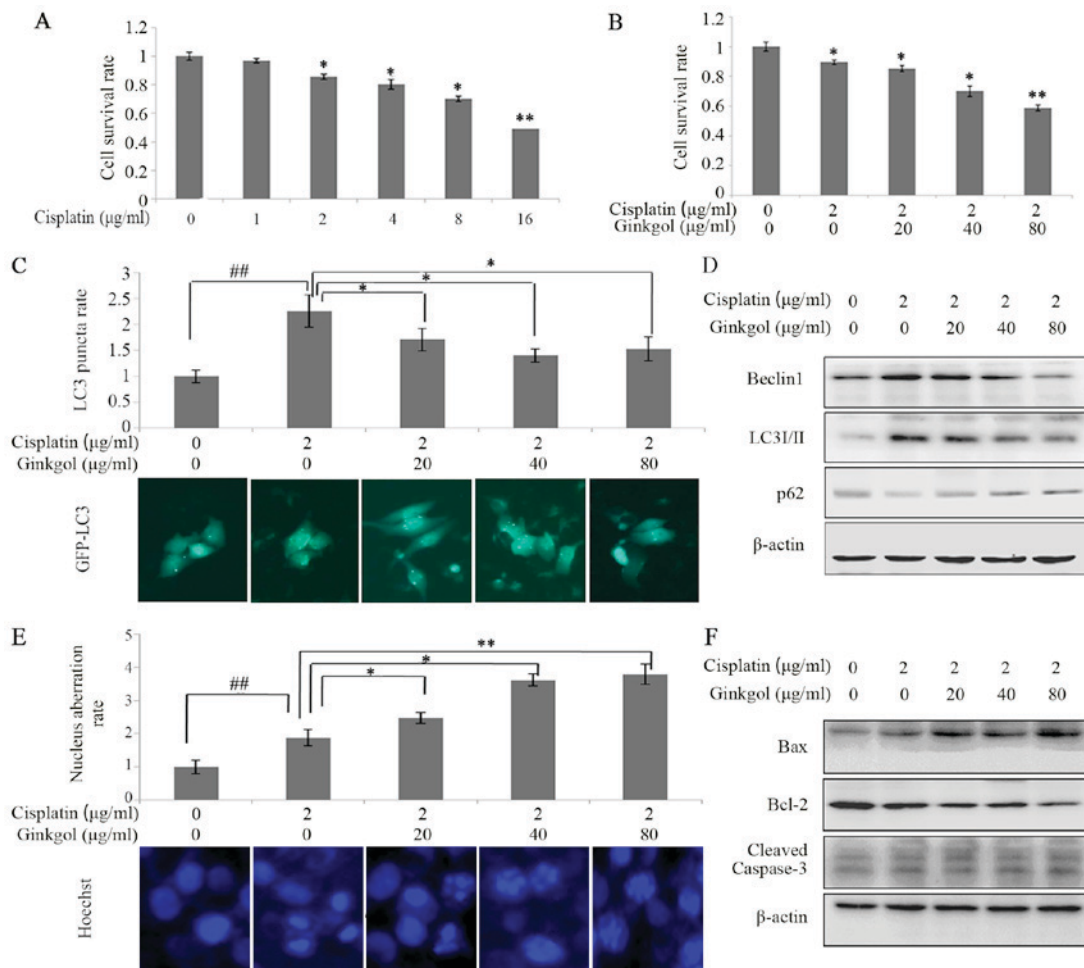 A
Cell survival rate
1.2
1
0.8
0.6
0.4
0.2
0
* * * **
Cisplatin (μg/ml) 0 1 2 4 8 16
B
Cell survival rate
1.2
1
0.8
0.6
0.4
0.2
0
* * * **
Cisplatin (μg/ml) 0 2 2 2 2
Ginkgol (μg/ml) 0 0 20 40 80
C
LC3 puncta rate
3
2.5
2
1.5
1
0.5
0
## * * *
Cisplatin (μg/ml) 0 2 2 2 2
Ginkgol (μg/ml) 0 0 20 40 80
GFP-LC3
D
Cisplatin (μg/ml) 0 2 2 2 2
Ginkgol (μg/ml) 0 0 20 40 80
Beclin1
LC3I/II
p62
β-actin
E
Nucleus aberration
rate
5
4
3
2
1
0
## * * **
Cisplatin (μg/ml) 0 2 2 2 2
Ginkgol (μg/ml) 0 0 20 40 80
Hoechst
F
Cisplatin (μg/ml) 0 2 2 2 2
Ginkgol (μg/ml) 0 0 20 40 80
Bax
Bcl-2
Cleaved
Caspase-3
β-actin